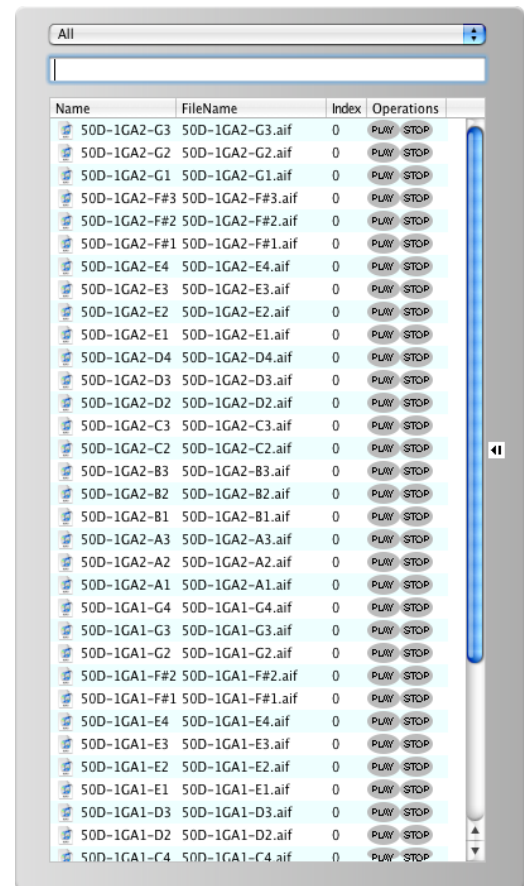 All
Name FileName Index Operations
50D-1GA2-G3 50D-1GA2-G3.aif 0 PLAY STOP
50D-1GA2-G2 50D-1GA2-G2.aif 0 PLAY STOP
50D-1GA2-G1 50D-1GA2-G1.aif 0 PLAY STOP
50D-1GA2-F#3 50D-1GA2-F#3.aif 0 PLAY STOP
50D-1GA2-F#2 50D-1GA2-F#2.aif 0 PLAY STOP
50D-1GA2-F#1 50D-1GA2-F#1.aif 0 PLAY STOP
50D-1GA2-E4 50D-1GA2-E4.aif 0 PLAY STOP
50D-1GA2-E3 50D-1GA2-E3.aif 0 PLAY STOP
50D-1GA2-E2 50D-1GA2-E2.aif 0 PLAY STOP
50D-1GA2-E1 50D-1GA2-E1.aif 0 PLAY STOP
50D-1GA2-D4 50D-1GA2-D4.aif 0 PLAY STOP
50D-1GA2-D3 50D-1GA2-D3.aif 0 PLAY STOP
50D-1GA2-D2 50D-1GA2-D2.aif 0 PLAY STOP
50D-1GA2-C3 50D-1GA2-C3.aif 0 PLAY STOP
50D-1GA2-C2 50D-1GA2-C2.aif 0 PLAY STOP
50D-1GA2-B3 50D-1GA2-B3.aif 0 PLAY STOP
50D-1GA2-B2 50D-1GA2-B2.aif 0 PLAY STOP
50D-1GA2-B1 50D-1GA2-B1.aif 0 PLAY STOP
50D-1GA2-A3 50D-1GA2-A3.aif 0 PLAY STOP
50D-1GA2-A2 50D-1GA2-A2.aif 0 PLAY STOP
50D-1GA2-A1 50D-1GA2-A1.aif 0 PLAY STOP
50D-1GA1-G4 50D-1GA1-G4.aif 0 PLAY STOP
50D-1GA1-G3 50D-1GA1-G3.aif 0 PLAY STOP
50D-1GA1-G2 50D-1GA1-G2.aif 0 PLAY STOP
50D-1GA1-F#2 50D-1GA1-F#2.aif 0 PLAY STOP
50D-1GA1-F#1 50D-1GA1-F#1.aif 0 PLAY STOP
50D-1GA1-E4 50D-1GA1-E4.aif 0 PLAY STOP
50D-1GA1-E3 50D-1GA1-E3.aif 0 PLAY STOP
50D-1GA1-E2 50D-1GA1-E2.aif 0 PLAY STOP
50D-1GA1-E1 50D-1GA1-E1.aif 0 PLAY STOP
50D-1GA1-D3 50D-1GA1-D3.aif 0 PLAY STOP
50D-1GA1-D2 50D-1GA1-D2.aif 0 PLAY STOP
50D-1GA1-C4 50D-1GA1-C4.aif 0 PLAY STOP